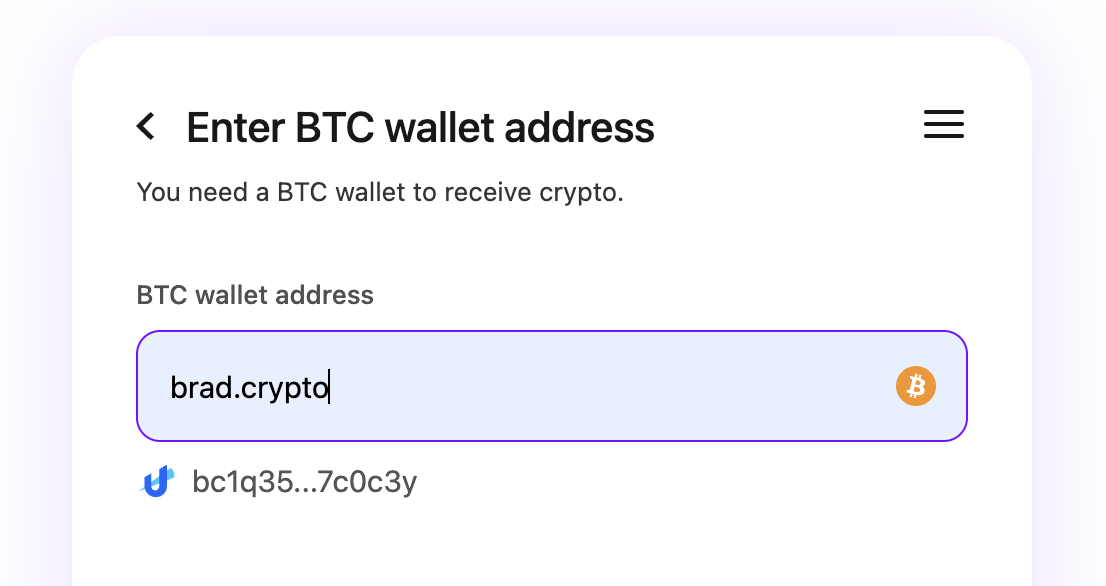 Enter BTC wallet address
You need a BTC wallet to receive crypto.
BTC wallet address
brad.crypto
bc1q35...7c0c3y